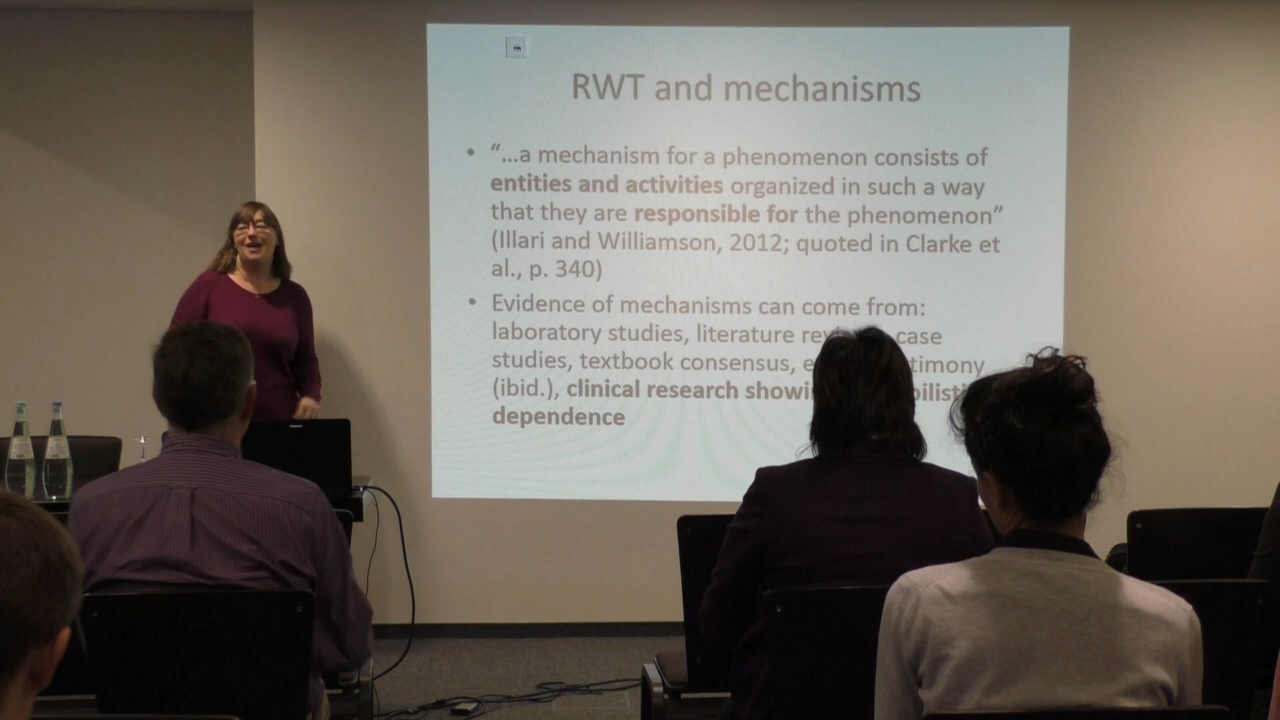 RWT and mechanisms
• “...a mechanism for a phenomenon consists of
entities and activities organized in such a way
that they are responsible for the phenomenon”
(Illari and Williamson, 2012; quoted in Clarke et
al., p. 340)
• Evidence of mechanisms can come from:
laboratory studies, literature case
studies, textbook consensus,
(ibid.), clinical research
dependence